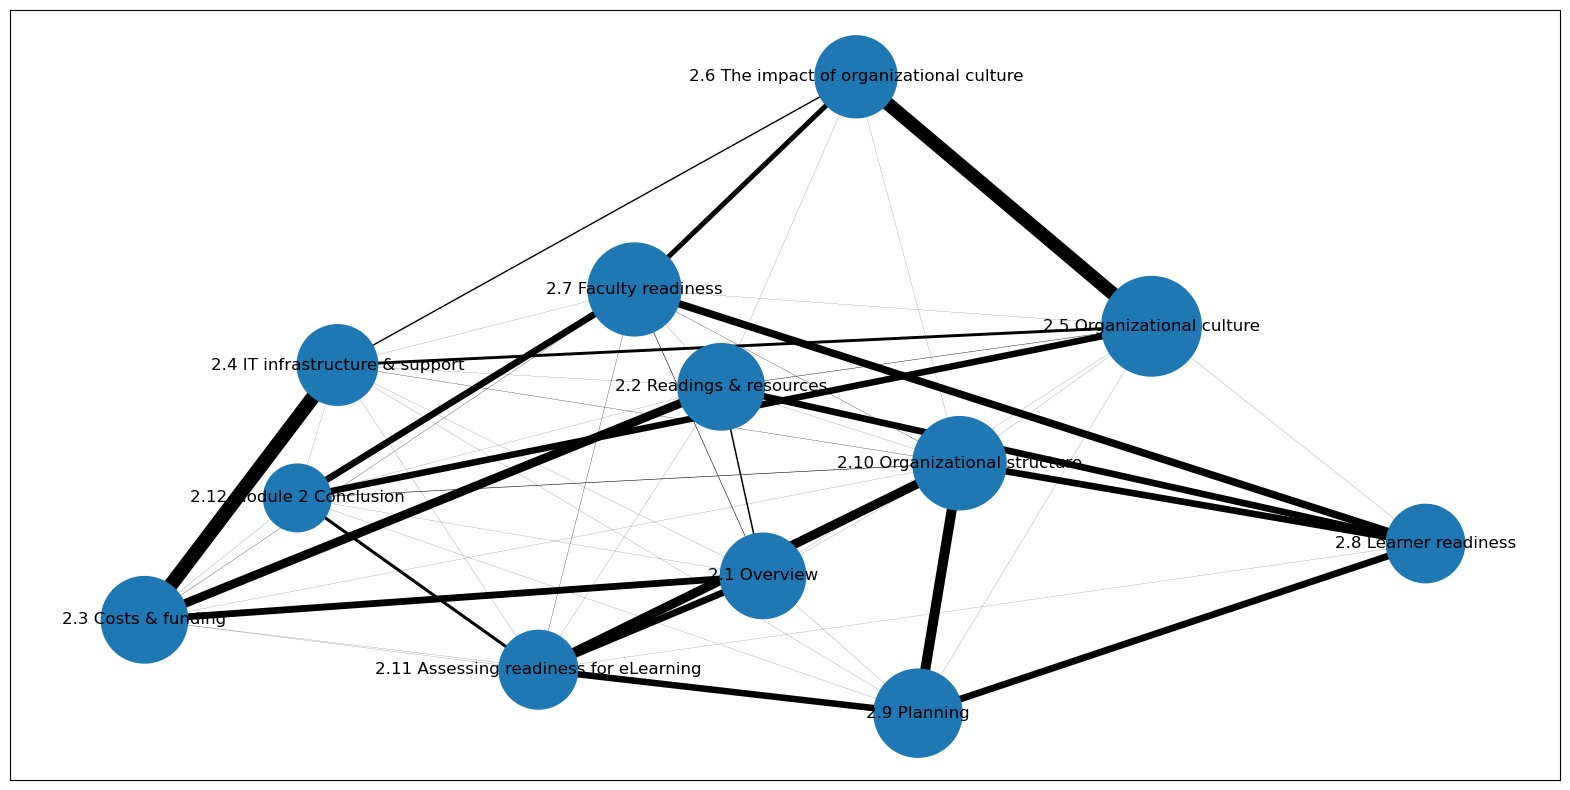 2.6 The impact of organizational culture
2.7 Faculty readiness
2.5 Organizational culture
2.4 IT infrastructure & support
2.2 Readings & resources
2.10 Organizational structure
2.12 Module 2 Conclusion
2.8 Learner readiness
2.1 Overview
2.3 Costs & funding
2.11 Assessing readiness for eLearning
2.9 Planning